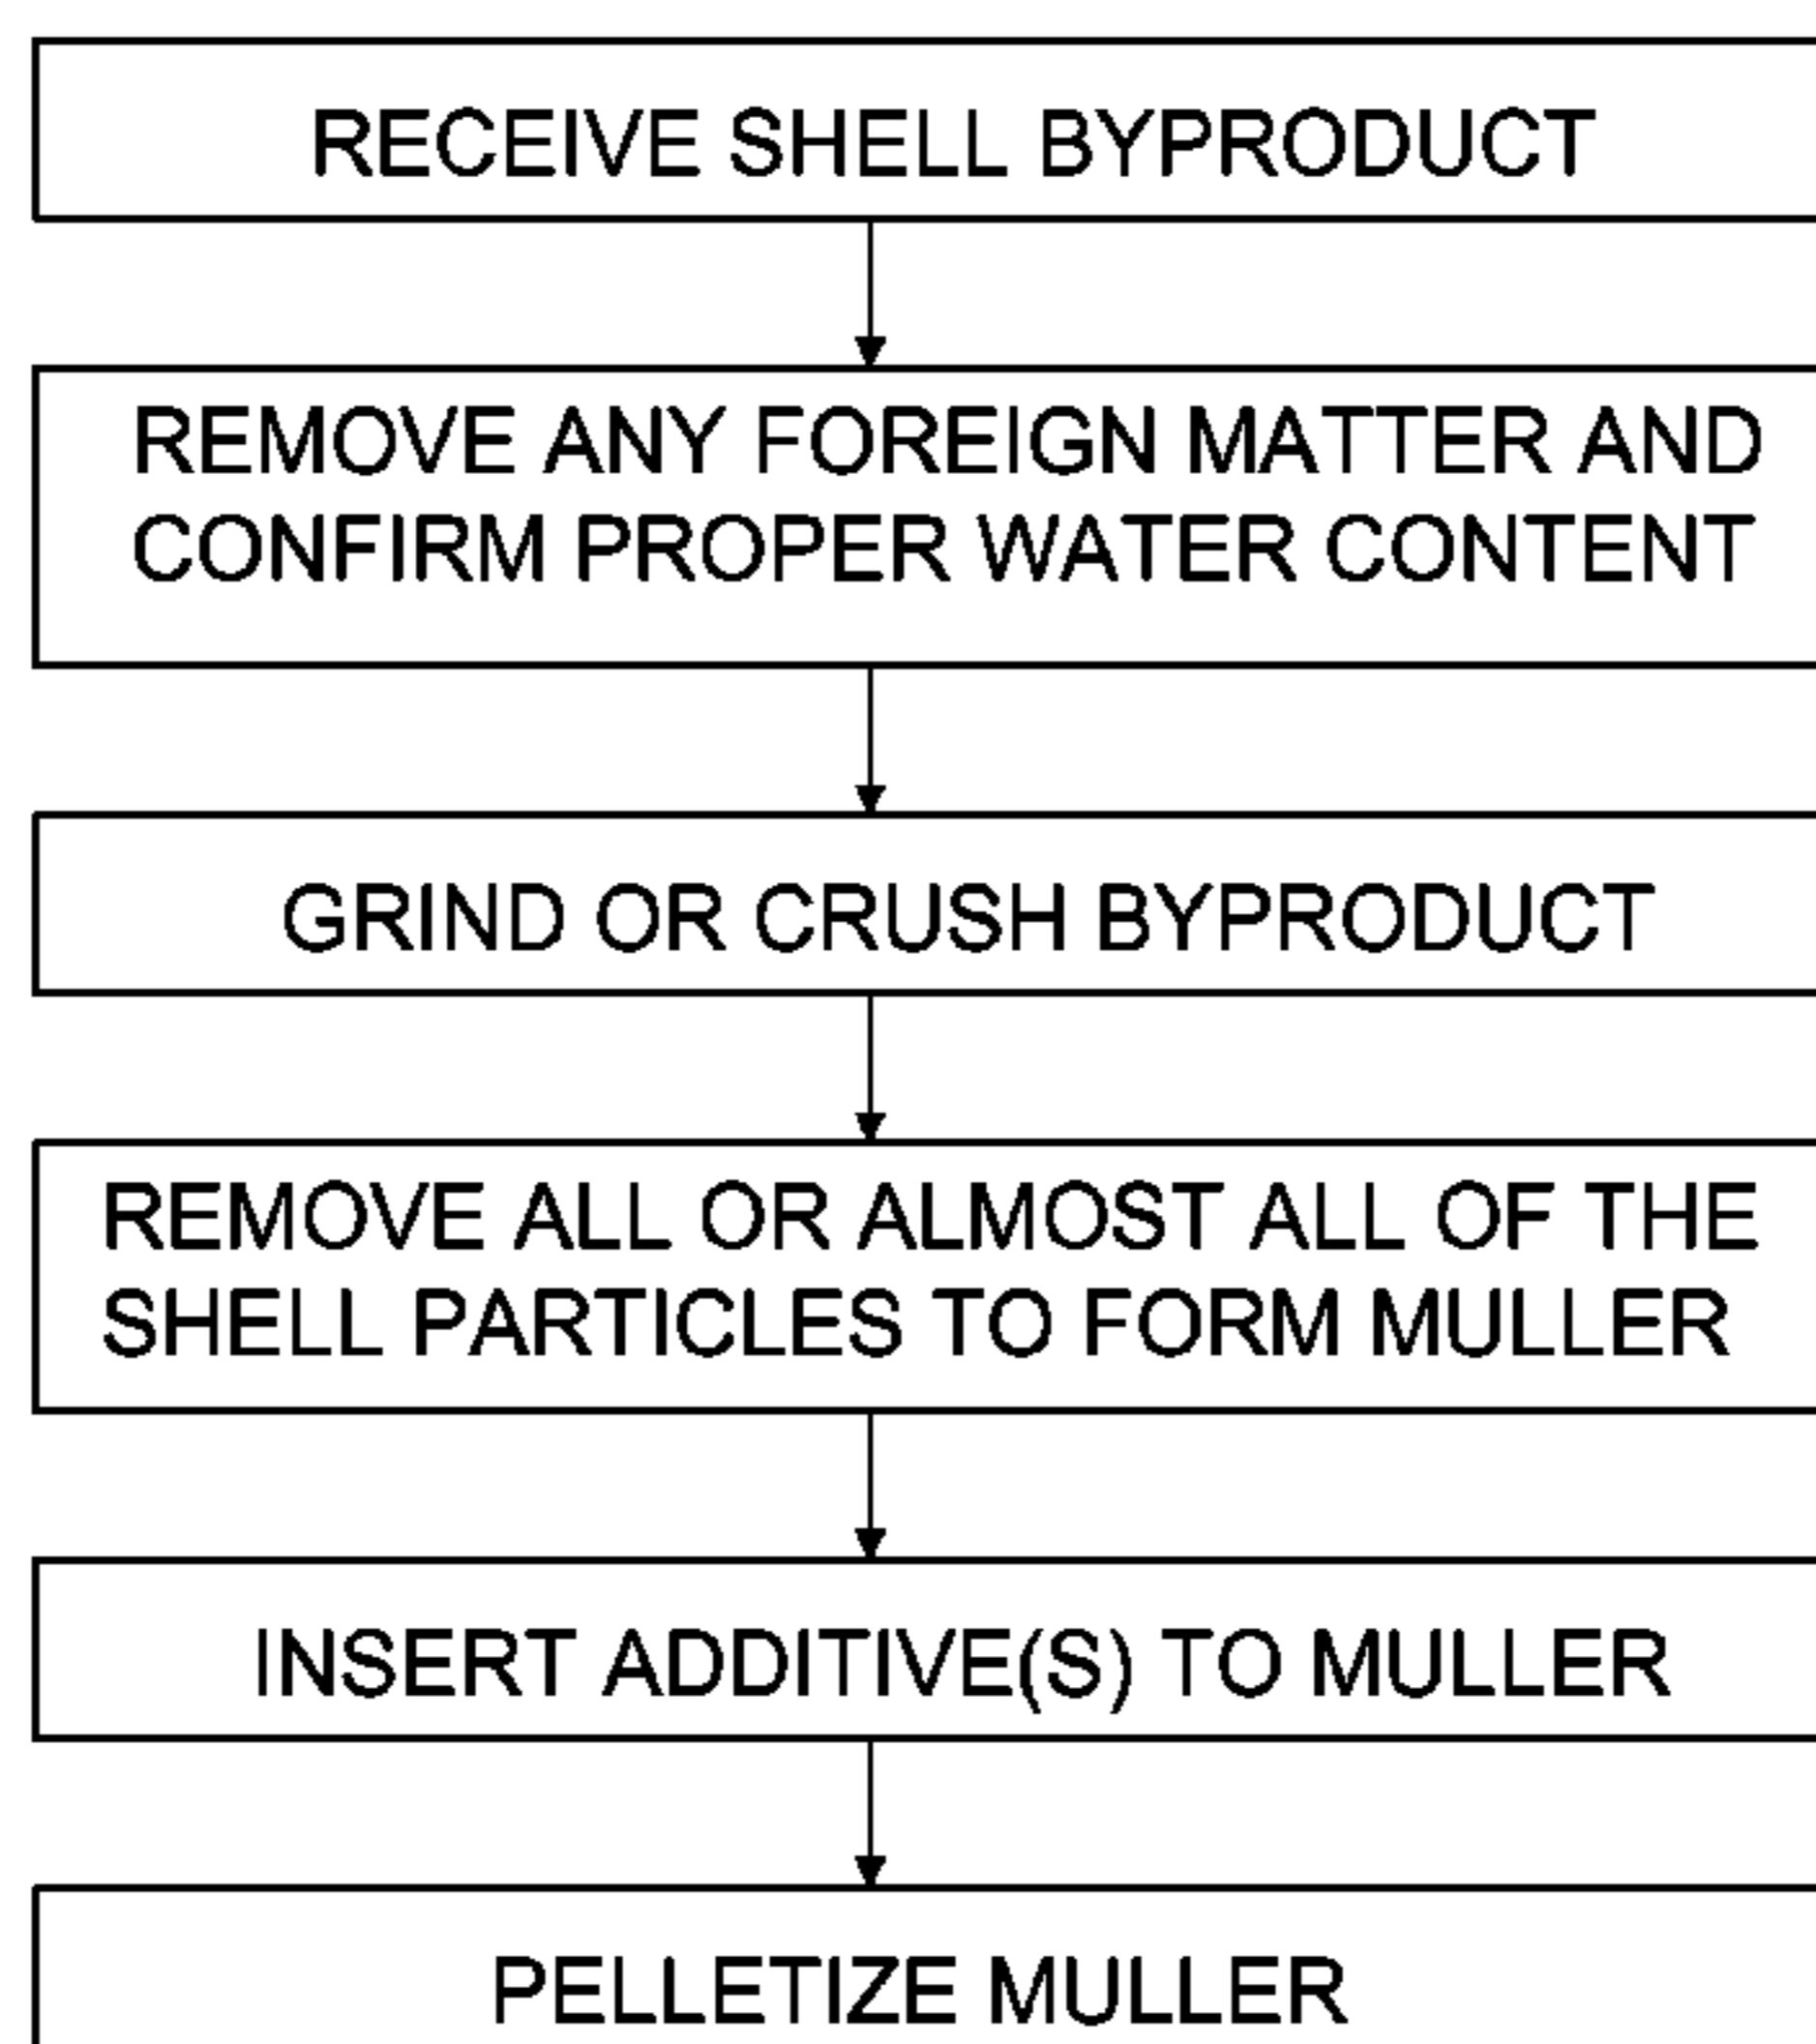 RECEIVE SHELL BYPRODUCT
REMOVE ANY FOREIGN MATTER AND
CONFIRM PROPER WATER CONTENT
GRIND OR CRUSH BYPRODUCT
REMOVE ALL OR ALMOST ALL OF THE
SHELL PARTICLES TO FORM MULLER
INSERT ADDITIVE(S) TO MULLER
PELLETIZE MULLER